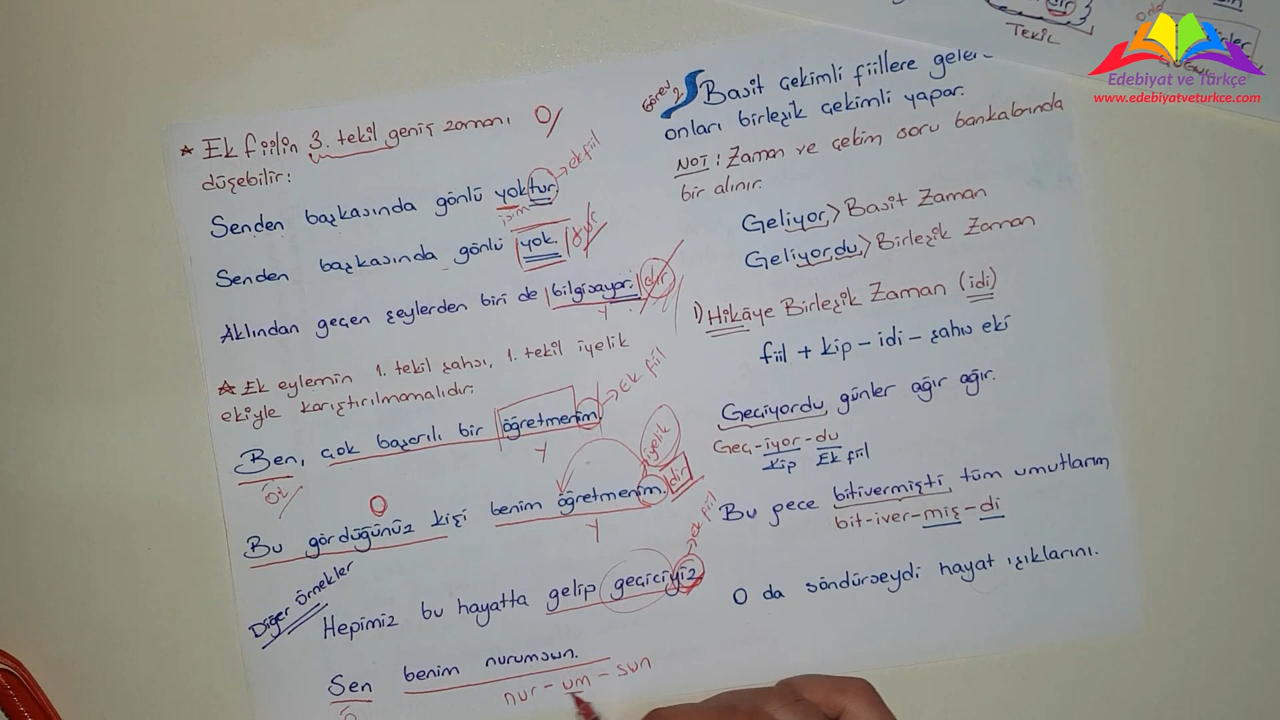 TEKİL
Edebiyat ve Türkçe
www.edebiyatveturkce.com
★ Ek fiilin 3. tekil geniş zamanı O
düşebilir:
Senden başkasında gönlü yoktur → ek fiil
isim
Senden başkasında gönlü yok.
Aklından geçen şeylerden biri de bilgisayar. dır
Y
★ Ek eylemin 1. tekil şahsı, 1. tekil iyelik
ekiyle karıştırılmamalıdır:
Ben, çok başarılı bir öğretmenim → ek fiil
Öz Y
iyelik
O
Bu gördüğünüz kişi benim öğretmenim. dir
Y
Diğer Örnekler
Hepimiz bu hayatta gelip geçiciyiz → ek fiil
Sen benim nurumsun.
Ö nur - um - sun
Görev 2
Basit çekimli fiillere geler
onları birleşik çekimli yapar.
NOT: Zaman ve çekim soru bankalarında
bir alınır.
Geliyor > Basit Zaman
Geliyordu > Birleşik Zaman
1) Hikâye Birleşik Zaman (idi)
fiil + kip - idi - şahıs eki
Geçiyordu, günler ağır ağır.
Geç-iyor-du
Kip Ek fiil
Bu gece bitivermişti, tüm umutlarım
bit-iver-miş-di
O da söndürseydi hayat ışıklarını.